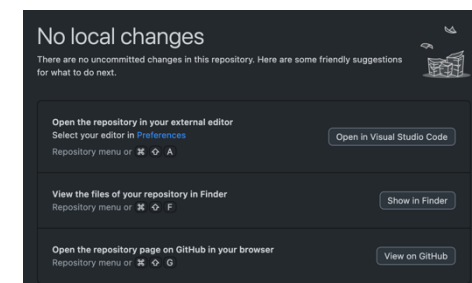 No local changes
There are no uncommitted changes in this repository. Here are some friendly suggestions
for what to do next.
Open the repository in your external editor
Select your editor in Preferences
Repository menu or ⌘ ⇧ A
Open in Visual Studio Code
View the files of your repository in Finder
Repository menu or ⌘ ⇧ F
Show in Finder
Open the repository page on GitHub in your browser
Repository menu or ⌘ ⇧ G
View on GitHub